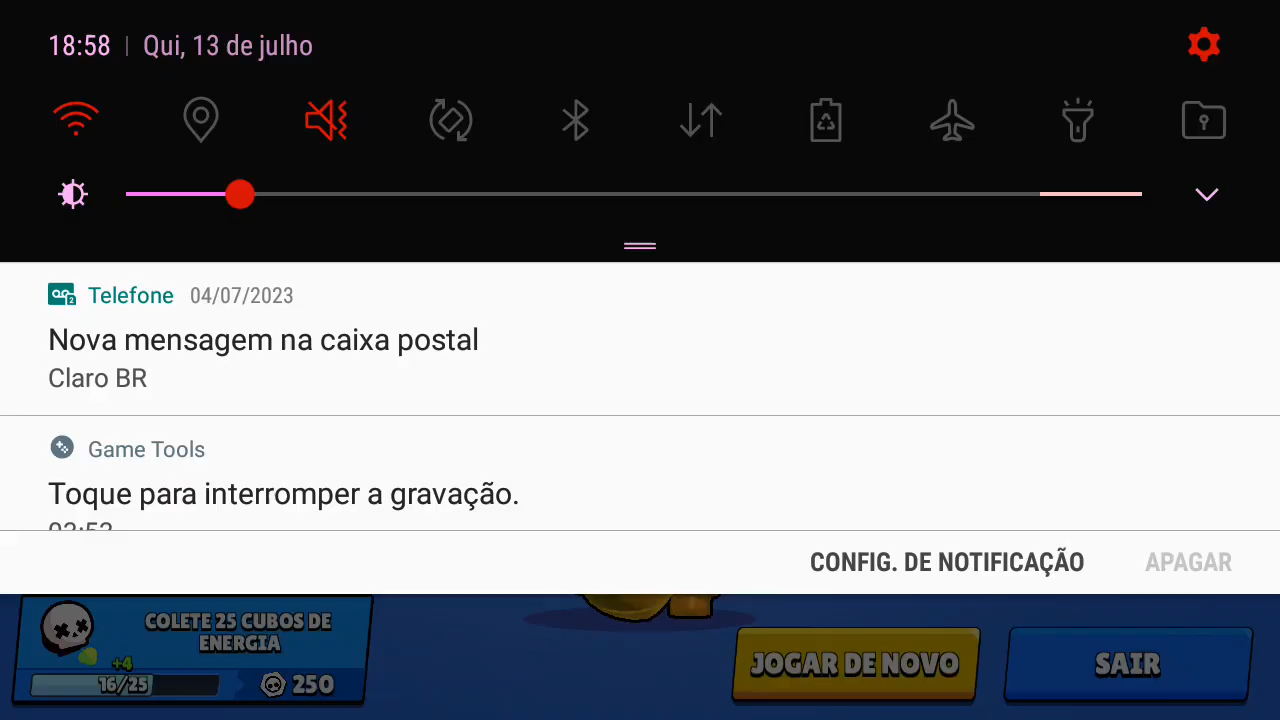 18:58 | Qui, 13 de julho
Telefone 04/07/2023
Nova mensagem na caixa postal
Claro BR
Game Tools
Toque para interromper a gravação.
03:53
CONFIG. DE NOTIFICAÇÃO APAGAR
COLETE 25 CUBOS DE
ENERGIA
+4
16/25 250
JOGAR DE NOVO SAIR